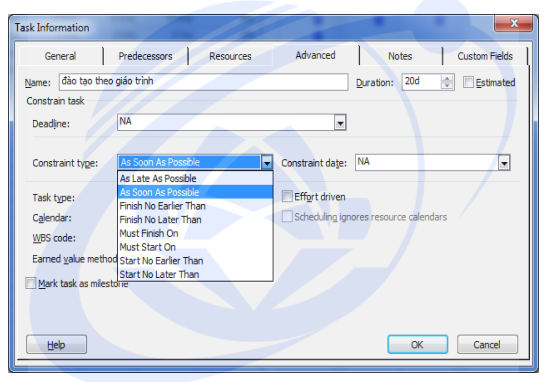 Task Information
General Predecessors Resources Advanced Notes Custom Fields
Name: đào tạo theo giáo trình Duration: 20d Estimated
Constrain task
Deadline: NA
Constraint type: As Soon As Possible Constraint date: NA
As Late As Possible
As Soon As Possible
Finish No Earlier Than
Finish No Later Than
Must Finish On
Must Start On
Start No Earlier Than
Start No Later Than
Task type: Effort driven
Calendar: Scheduling ignores resource calendars
WBS code:
Earned value method
Mark task as milestone
Help OK Cancel